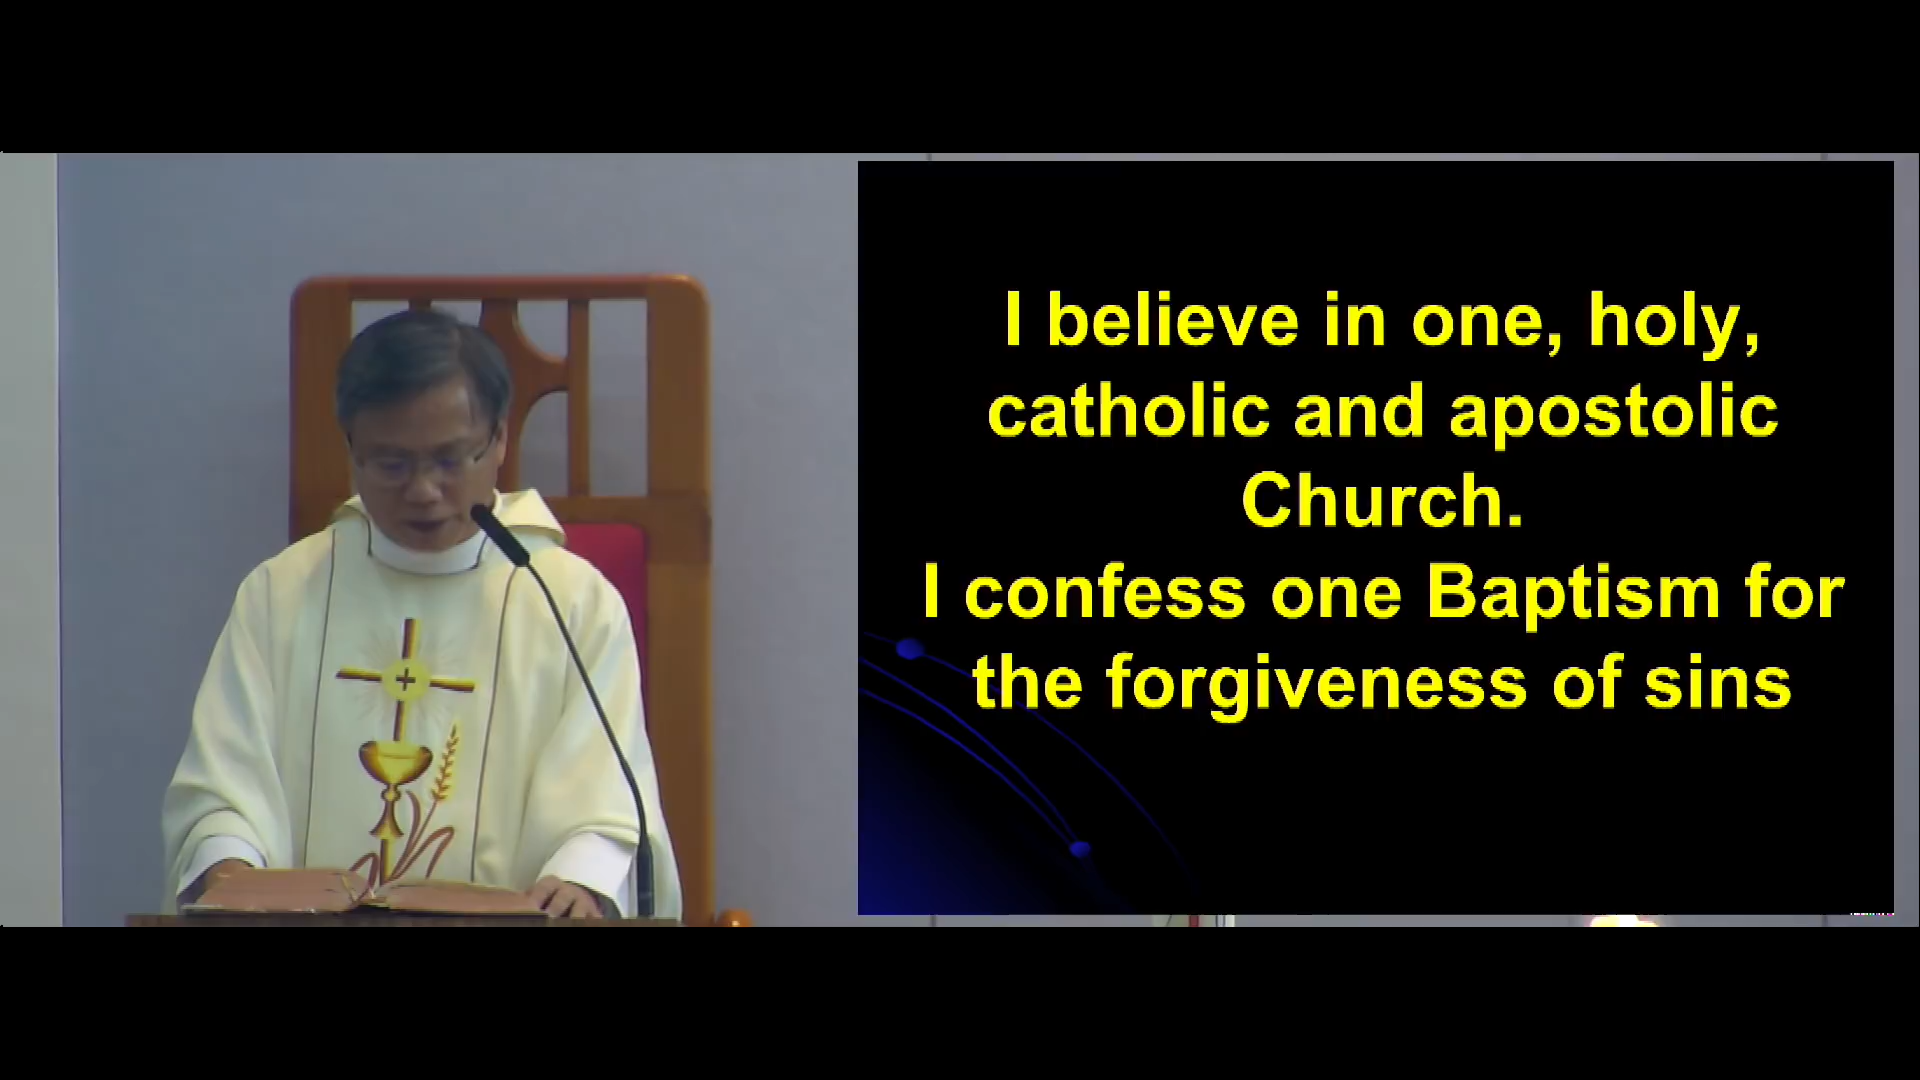 I believe in one, holy,
catholic and apostolic
Church.
I confess one Baptism for
the forgiveness of sins